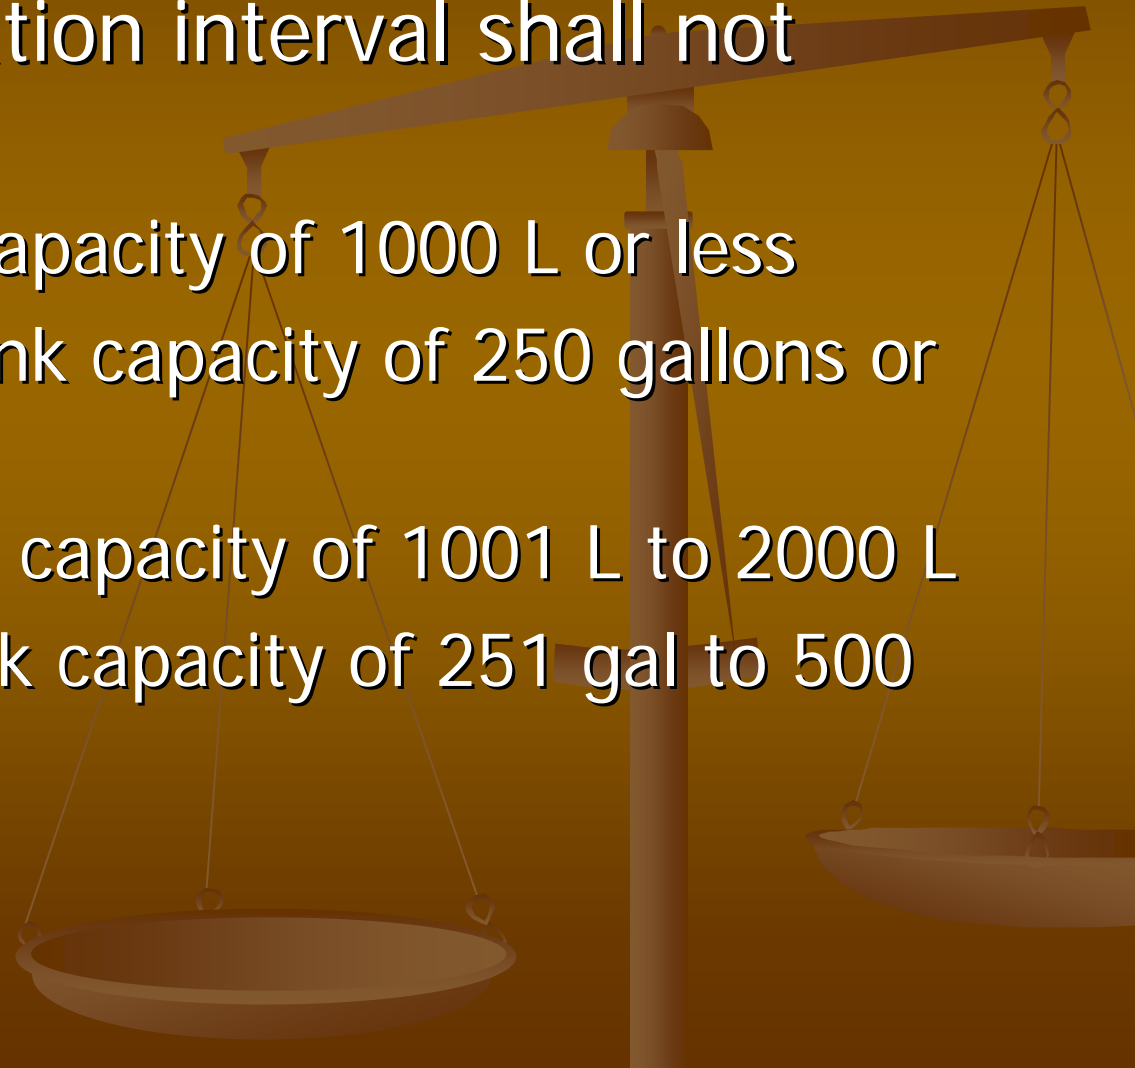 tion interval shall not
apacity of 1000 L or less
nk capacity of 250 gallons or
capacity of 1001 L to 2000 L
k capacity of 251 gal to 500